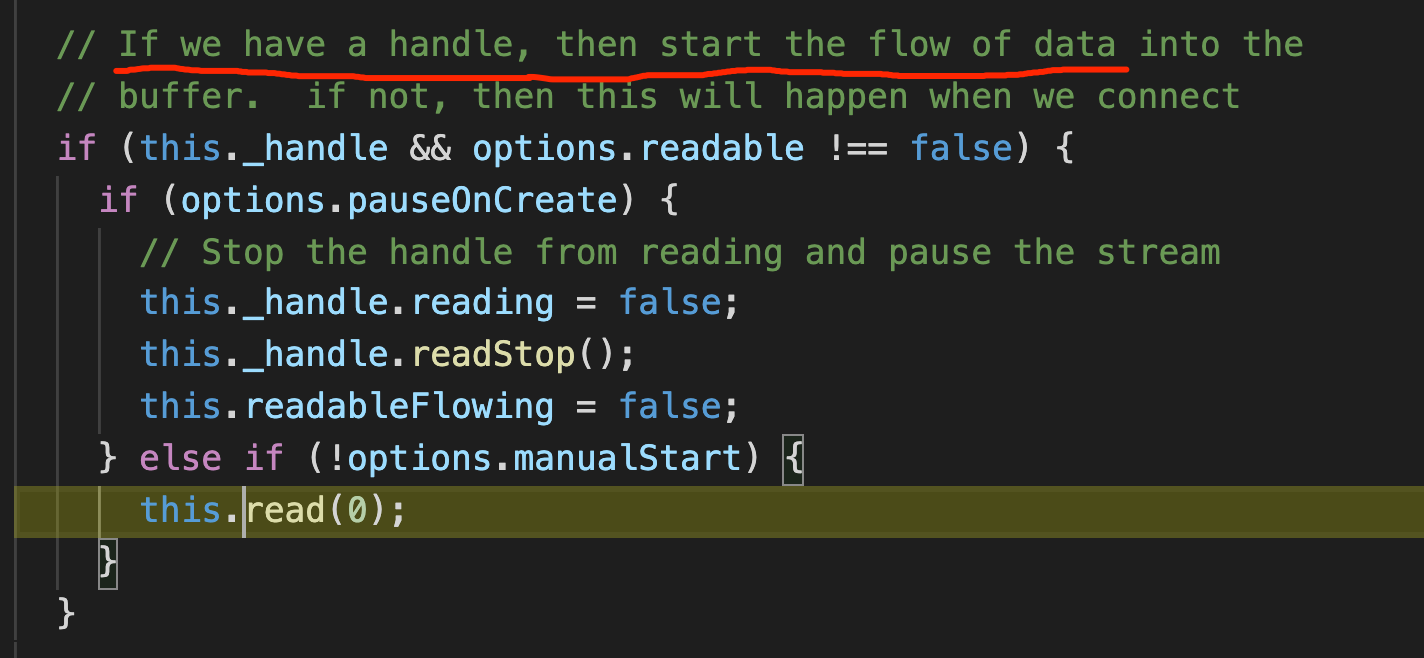 // If we have a handle, then start the flow of data into the
// buffer.  if not, then this will happen when we connect
if (this._handle && options.readable !== false) {
  if (options.pauseOnCreate) {
    // Stop the handle from reading and pause the stream
    this._handle.reading = false;
    this._handle.readStop();
    this.readableFlowing = false;
  } else if (!options.manualStart) {
    this.read(0);
  }
}